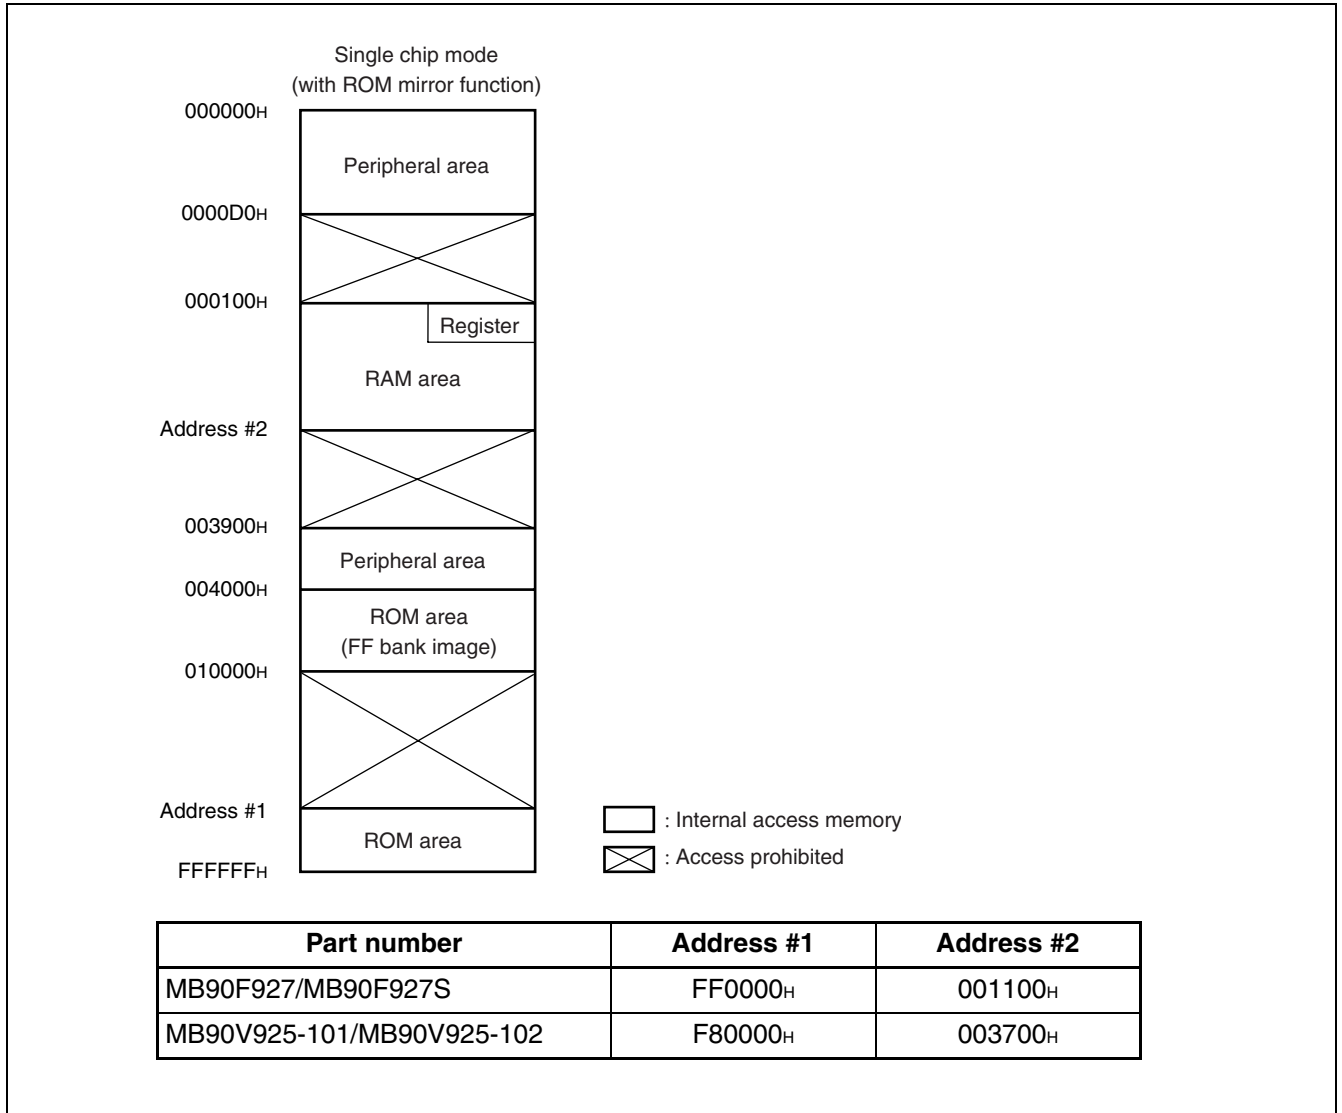 Single chip mode
(with ROM mirror function)
000000H
Peripheral area
0000D0H
000100H
Register
RAM area
Address #2
003900H
Peripheral area
004000H
ROM area
(FF bank image)
010000H
Address #1
ROM area
FFFFFFH
: Internal access memory
: Access prohibited
Part number Address #1 Address #2
MB90F927/MB90F927S FF0000H 001100H
MB90V925-101/MB90V925-102 F80000H 003700H